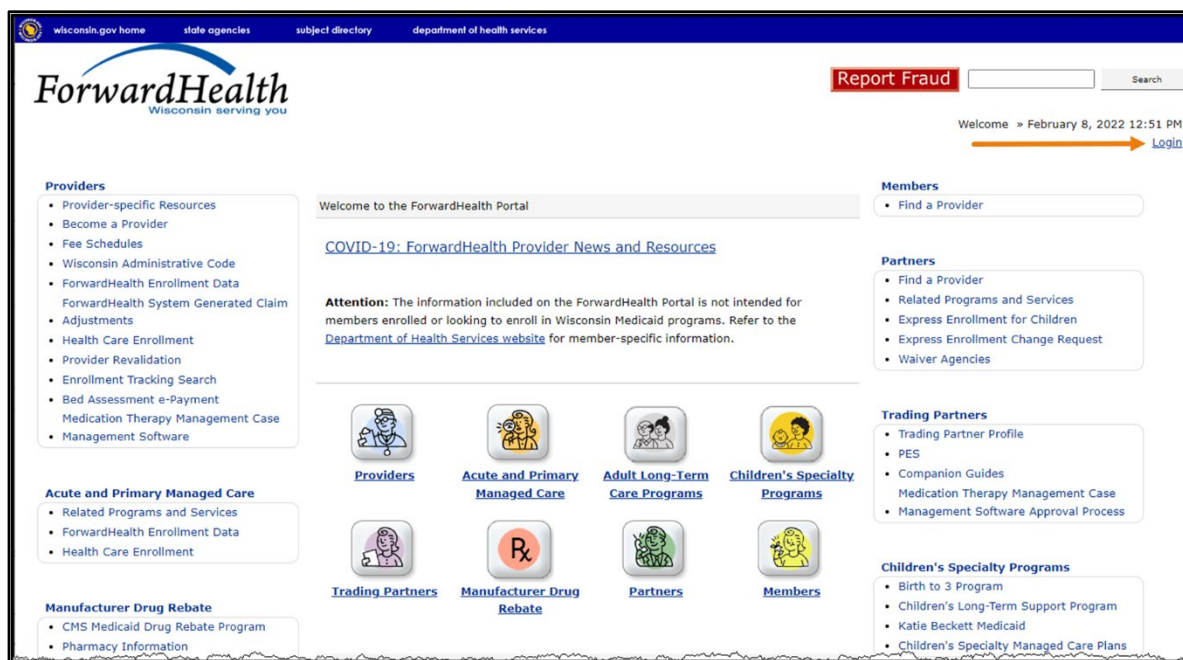 wisconsin.gov home state agencies subject directory department of health services
ForwardHealth
Wisconsin serving you
Report Fraud
Search
Welcome » February 8, 2022 12:51 PM
Login
Providers
• Provider-specific Resources
• Become a Provider
• Fee Schedules
• Wisconsin Administrative Code
• ForwardHealth Enrollment Data
ForwardHealth System Generated Claim
• Adjustments
• Health Care Enrollment
• Provider Revalidation
• Enrollment Tracking Search
• Bed Assessment e-Payment
Medication Therapy Management Case
• Management Software
Acute and Primary Managed Care
• Related Programs and Services
• ForwardHealth Enrollment Data
• Health Care Enrollment
Manufacturer Drug Rebate
• CMS Medicaid Drug Rebate Program
• Pharmacy Information
Welcome to the ForwardHealth Portal
COVID-19: ForwardHealth Provider News and Resources
Attention: The information included on the ForwardHealth Portal is not intended for
members enrolled or looking to enroll in Wisconsin Medicaid programs. Refer to the
Department of Health Services website for member-specific information.
Providers
Acute and Primary
Managed Care
Adult Long-Term
Care Programs
Children's Specialty
Programs
Trading Partners
Rx
Manufacturer Drug
Rebate
Partners
Members
Members
• Find a Provider
Partners
• Find a Provider
• Related Programs and Services
• Express Enrollment for Children
• Express Enrollment Change Request
• Waiver Agencies
Trading Partners
• Trading Partner Profile
• PES
• Companion Guides
Medication Therapy Management Case
• Management Software Approval Process
Children's Specialty Programs
• Birth to 3 Program
• Children's Long-Term Support Program
• Katie Beckett Medicaid
• Children's Specialty Managed Care Plans